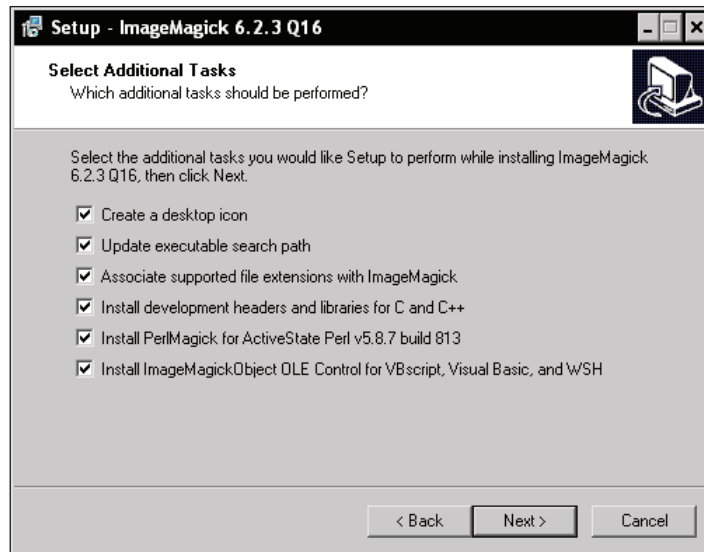 Setup - ImageMagick 6.2.3 Q16
Select Additional Tasks
Which additional tasks should be performed?
Select the additional tasks you would like Setup to perform while installing ImageMagick
6.2.3 Q16, then click Next.
Create a desktop icon
Update executable search path
Associate supported file extensions with ImageMagick
Install development headers and libraries for C and C++
Install PerlMagick for ActiveState Perl v5.8.7 build 813
Install ImageMagickObject OLE Control for VBscript, Visual Basic, and WSH
< Back
Next >
Cancel